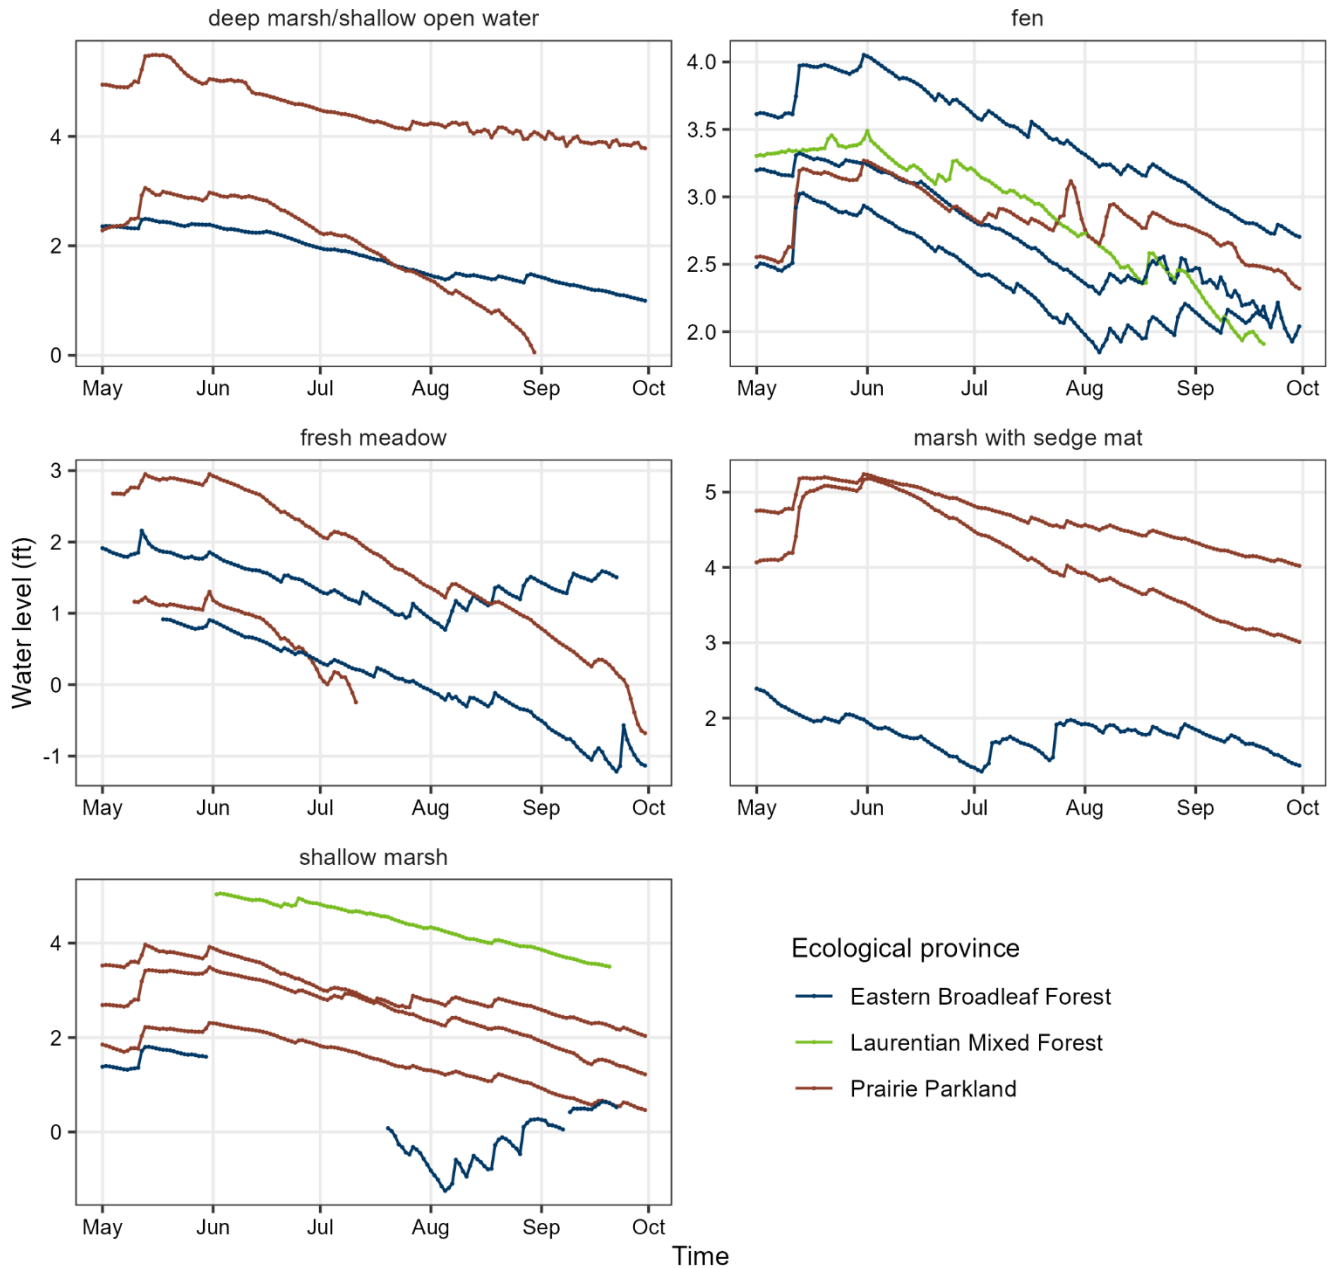 deep marsh/shallow open water
4
2
0
May Jun Jul Aug Sep Oct
fen
4.0
3.5
3.0
2.5
2.0
May Jun Jul Aug Sep Oct
fresh meadow
3
2
1
0
-1
May Jun Jul Aug Sep Oct
marsh with sedge mat
5
4
3
2
May Jun Jul Aug Sep Oct
Water level (ft)
shallow marsh
4
2
0
May Jun Jul Aug Sep Oct
Ecological province
Eastern Broadleaf Forest
Laurentian Mixed Forest
Prairie Parkland
Time